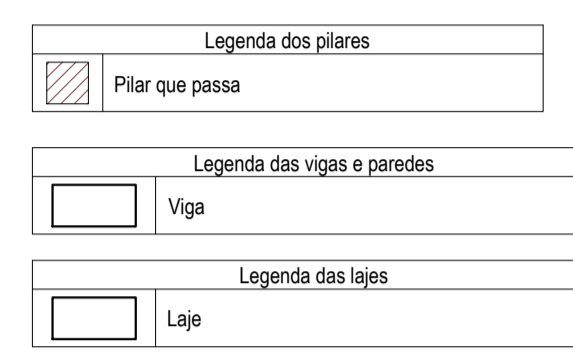 Legenda dos pilares
Pilar que passa
Legenda das vigas e paredes
Viga
Legenda das lajes
Laje